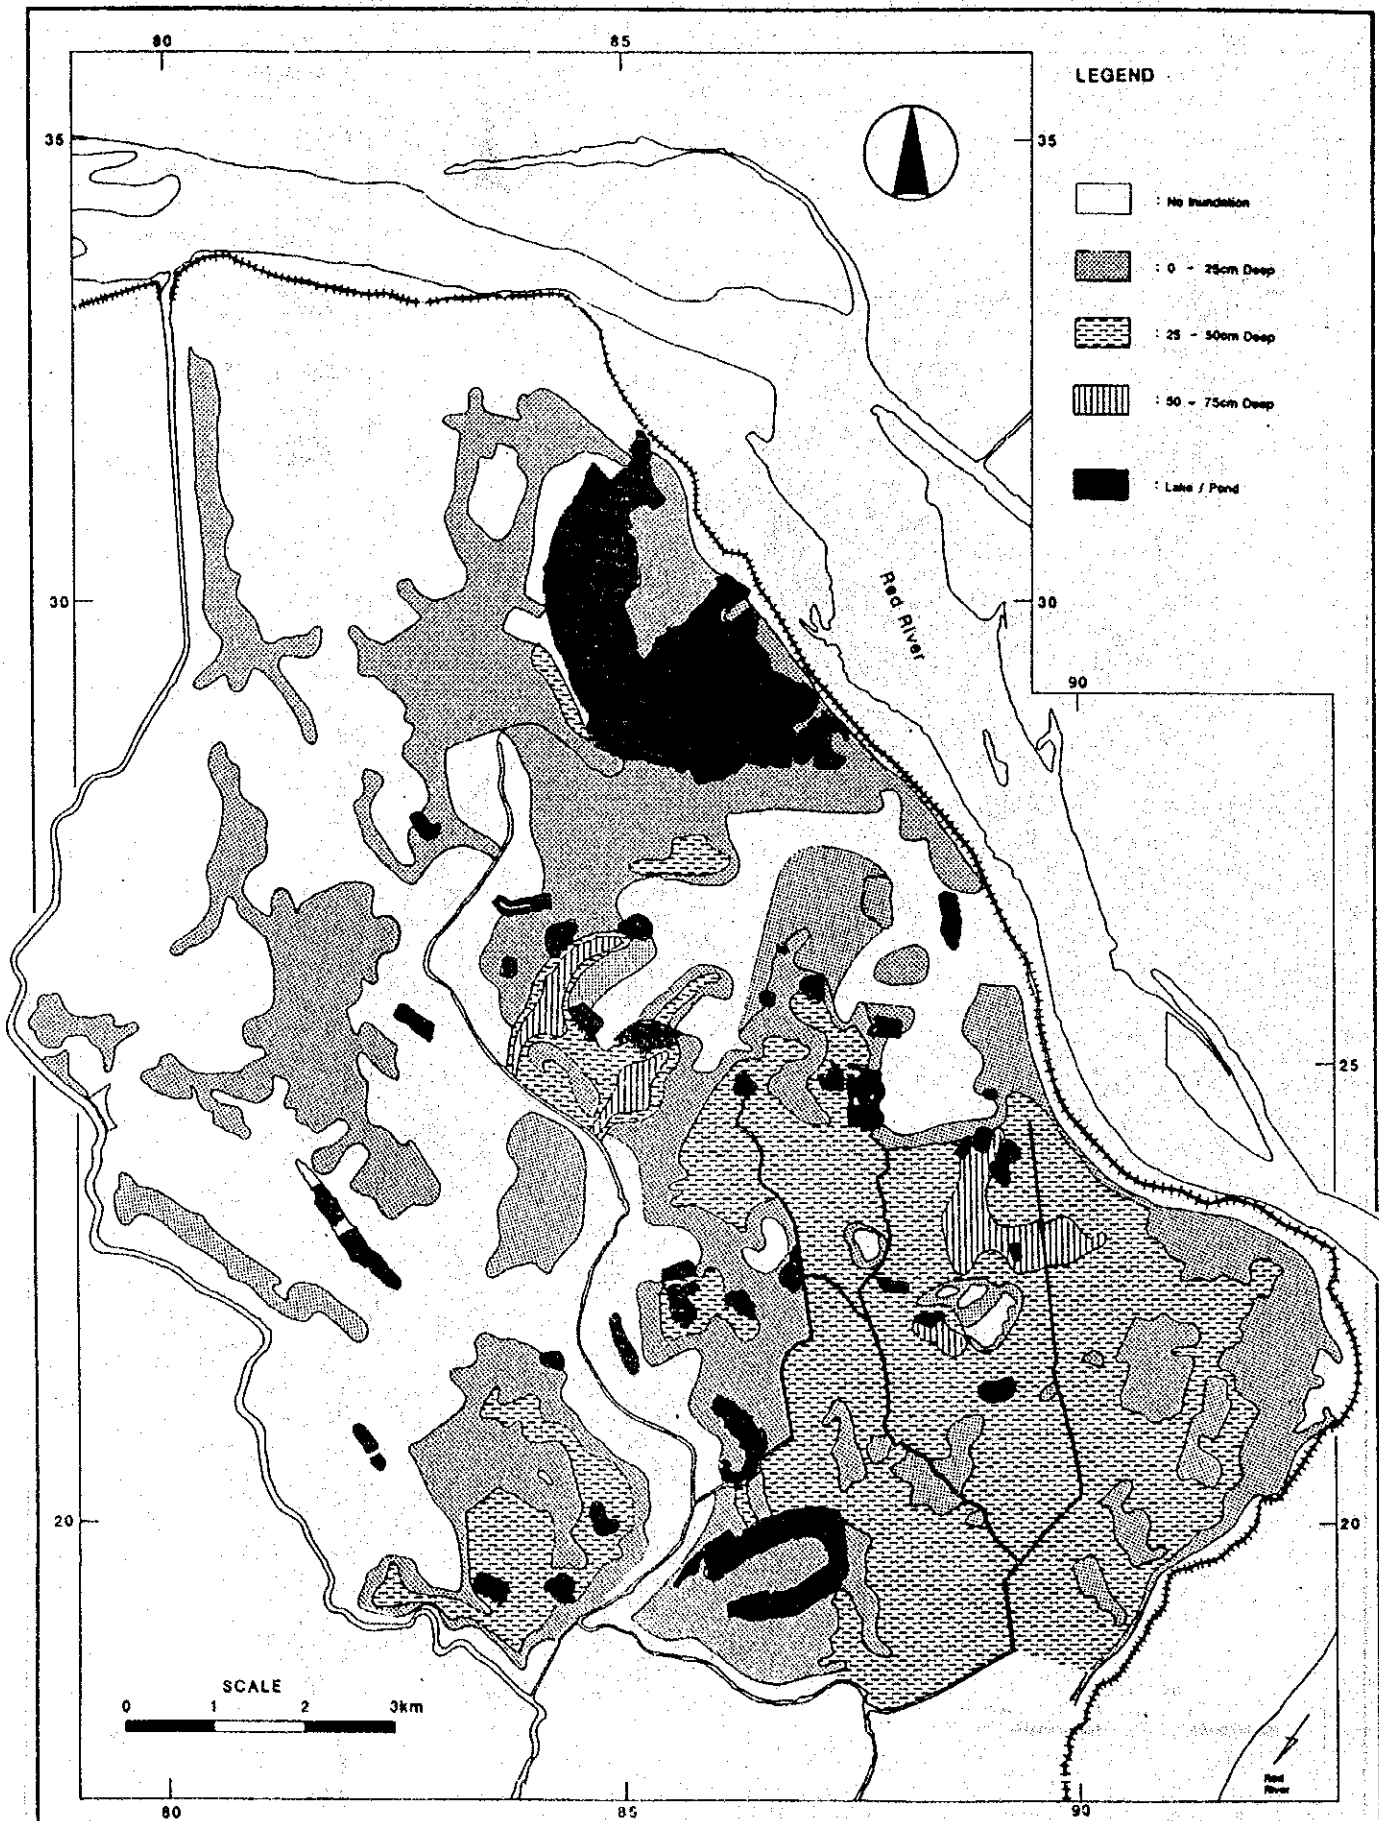 80 85
LEGEND
35 35
: No Inundation
: 0 - 25cm Deep
: 25 - 50cm Deep
: 50 - 75cm Deep
: Lake / Pond
30 30
Red River
90
25
20 20
SCALE
0 1 2 3km
Red
River
80 85 90